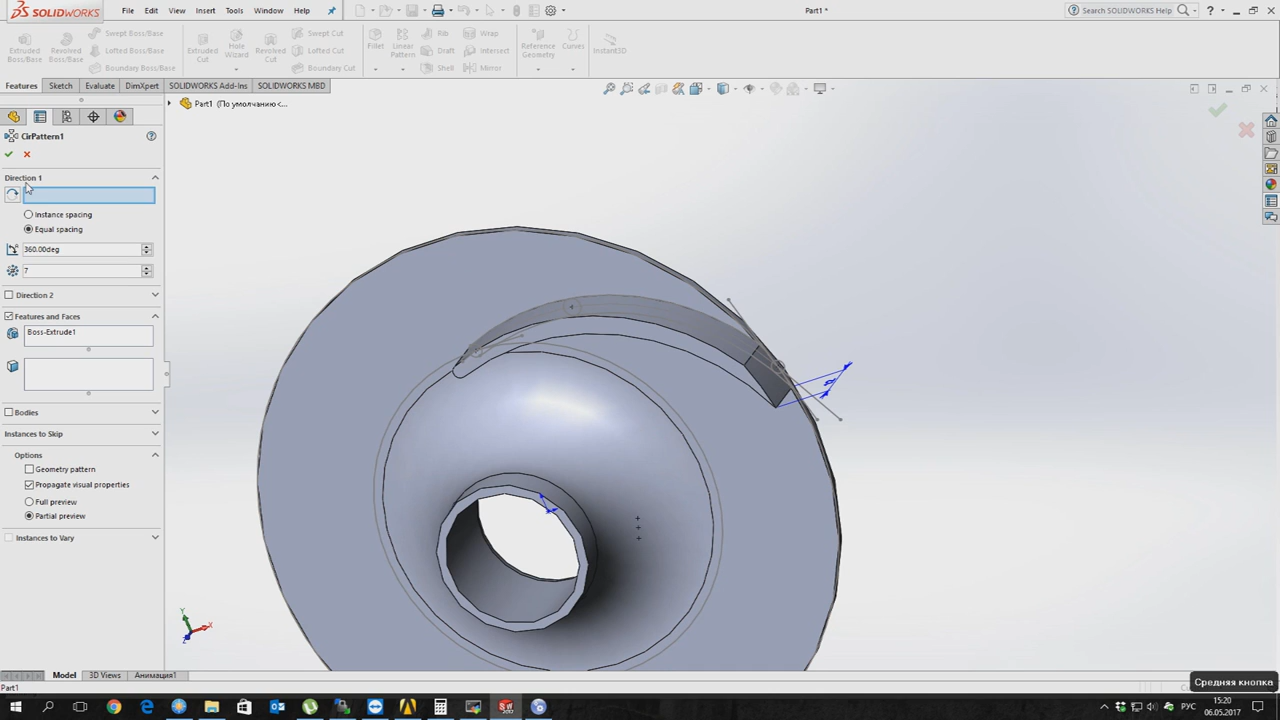 SOLIDWORKS File Edit View Insert Tools Window Help Part1 * Search SOLIDWORKS Help
Extruded Boss/Base Revolved Boss/Base Swept Boss/Base Lofted Boss/Base Boundary Boss/Base Extruded Cut Hole Wizard Revolved Cut Swept Cut Lofted Cut Boundary Cut Fillet Linear Pattern Rib Draft Shell Wrap Intersect Mirror Reference Geometry Curves Instant3D
Features Sketch Evaluate DimXpert SOLIDWORKS Add-Ins SOLIDWORKS MBD
Part1 (По умолчанию <...
CirPattern1
Direction 1
Instance spacing
Equal spacing
360.00deg
7
Direction 2
Features and Faces
Boss-Extrude1
Bodies
Instances to Skip
Options
Geometry pattern
Propagate visual properties
Full preview
Partial preview
Instances to Vary
Y
X
Z
Model 3D Views Анимация1
Part1
Средняя кнопка
РУС
15:20
06.05.2017